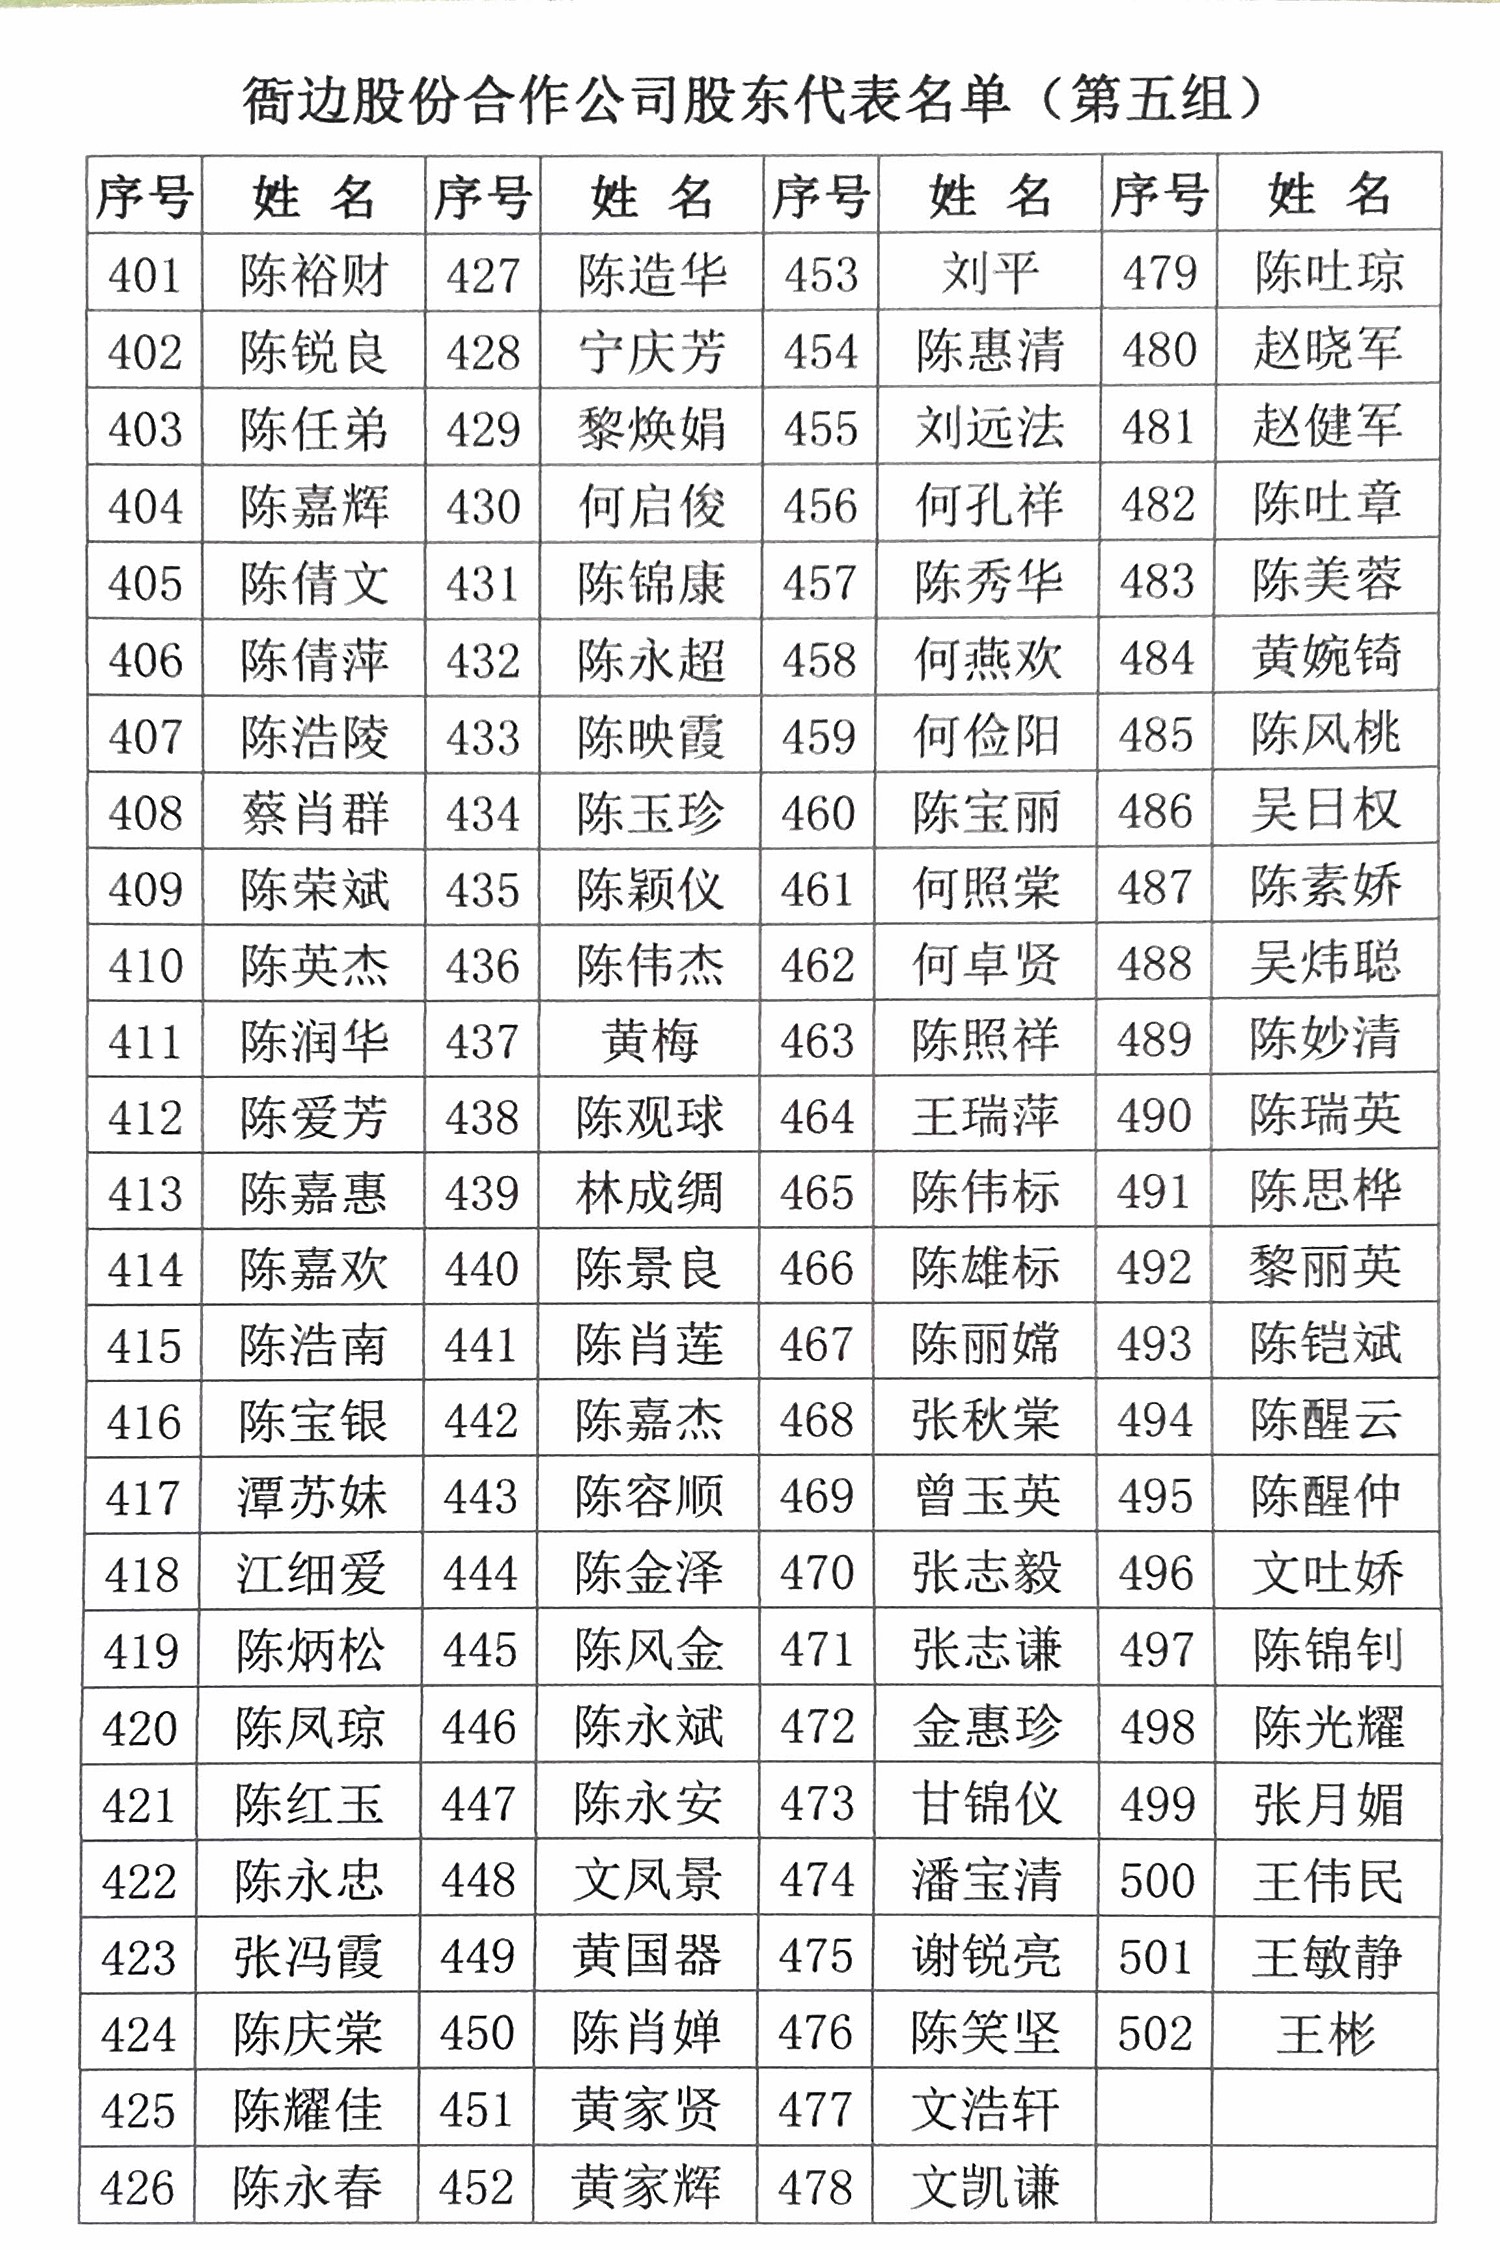 衙边股份合作公司股东代表名单（第五组）
序号 姓 名 序号 姓 名 序号 姓 名 序号 姓 名
401 陈裕财 427 陈造华 453 刘平 479 陈吐琼
402 陈锐良 428 宁庆芳 454 陈惠清 480 赵晓军
403 陈任弟 429 黎焕娟 455 刘远法 481 赵健军
404 陈嘉辉 430 何启俊 456 何孔祥 482 陈吐章
405 陈倩文 431 陈锦康 457 陈秀华 483 陈美蓉
406 陈倩萍 432 陈永超 458 何燕欢 484 黄婉锜
407 陈浩陵 433 陈映霞 459 何俭阳 485 陈风桃
408 蔡肖群 434 陈玉珍 460 陈宝丽 486 吴日权
409 陈荣斌 435 陈颖仪 461 何照棠 487 陈素娇
410 陈英杰 436 陈伟杰 462 何卓贤 488 吴炜聪
411 陈润华 437 黄梅 463 陈照祥 489 陈妙清
412 陈爱芳 438 陈观球 464 王瑞萍 490 陈瑞英
413 陈嘉惠 439 林成绸 465 陈伟标 491 陈思桦
414 陈嘉欢 440 陈景良 466 陈雄标 492 黎丽英
415 陈浩南 441 陈肖莲 467 陈丽嫦 493 陈铠斌
416 陈宝银 442 陈嘉杰 468 张秋棠 494 陈醒云
417 潭苏妹 443 陈容顺 469 曾玉英 495 陈醒仲
418 江细爱 444 陈金泽 470 张志毅 496 文吐娇
419 陈炳松 445 陈风金 471 张志谦 497 陈锦钊
420 陈凤琼 446 陈永斌 472 金惠珍 498 陈光耀
421 陈红玉 447 陈永安 473 甘锦仪 499 张月媚
422 陈永忠 448 文凤景 474 潘宝清 500 王伟民
423 张冯霞 449 黄国器 475 谢锐亮 501 王敏静
424 陈庆棠 450 陈肖婵 476 陈笑坚 502 王彬
425 陈耀佳 451 黄家贤 477 文浩轩
426 陈永春 452 黄家辉 478 文凯谦